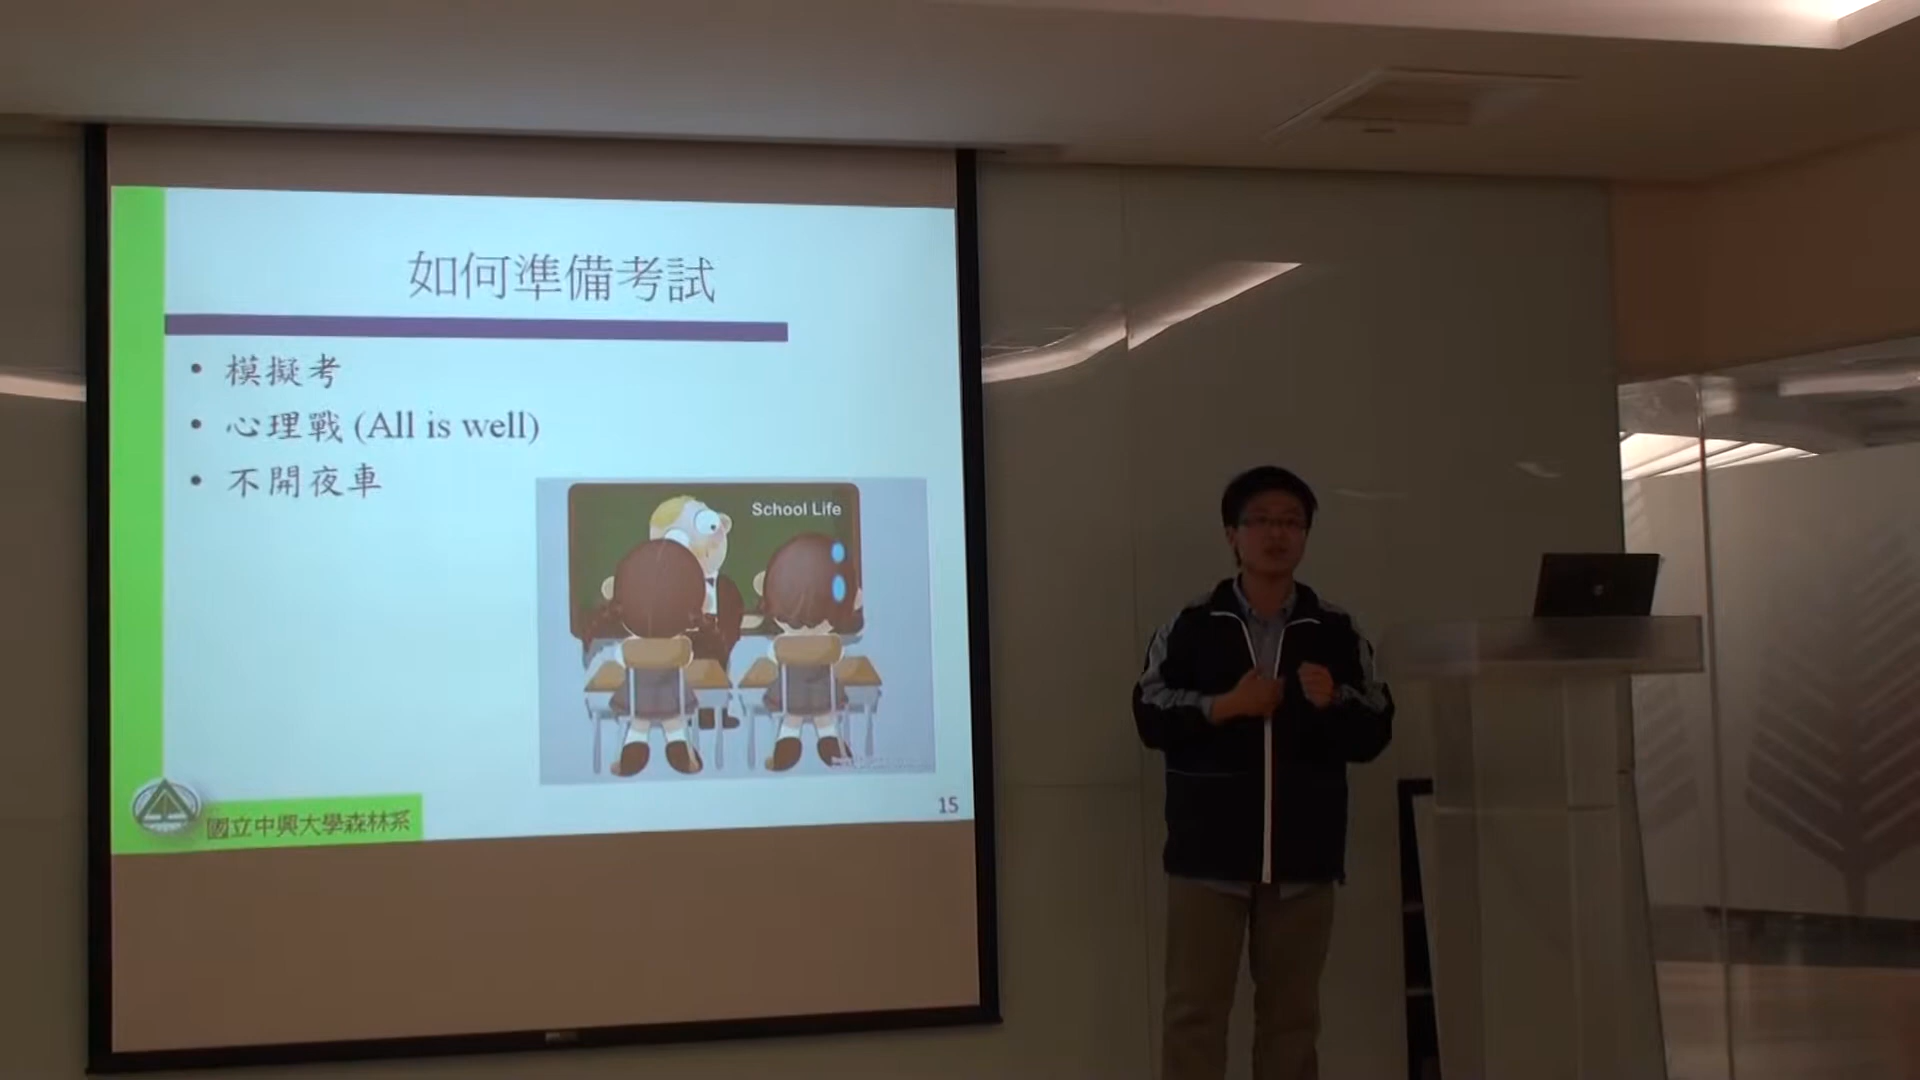 如何準備考試
• 模擬考
• 心理戰 (All is well)
• 不開夜車
School Life
國立中興大學森林系
15